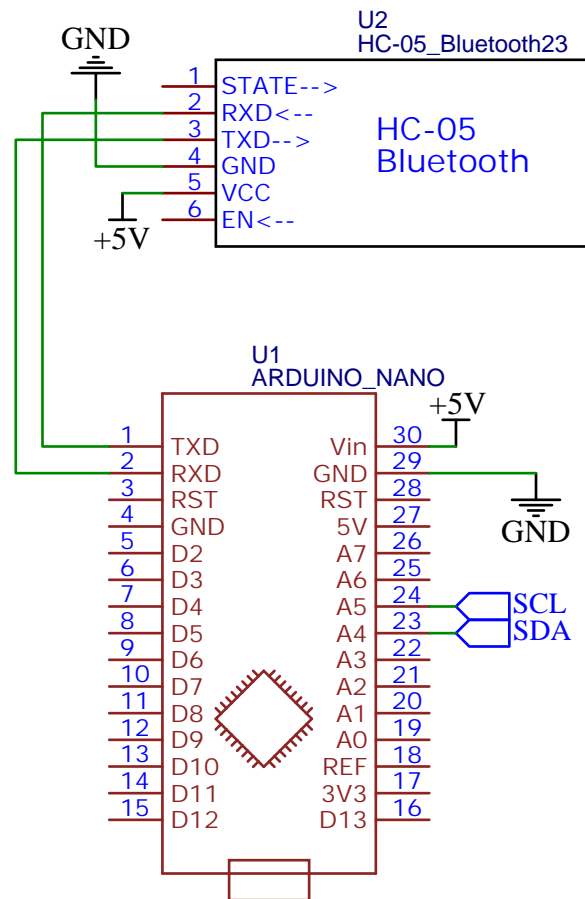 U2
HC-05_Bluetooth23
GND
1 STATE-->
2 RXD<--
3 TXD-->
4 GND
5 VCC
6 EN<--
HC-05
Bluetooth
+5V
U1
ARDUINO_NANO
+5V
1 TXD Vin 30
2 RXD GND 29
3 RST RST 28
4 GND 5V 27
GND
5 D2 A7 26
6 D3 A6 25
7 D4 A5 24 SCL
8 D5 A4 23 SDA
9 D6 A3 22
10 D7 A2 21
11 D8 A1 20
12 D9 A0 19
13 D10 REF 18
14 D11 3V3 17
15 D12 D13 16